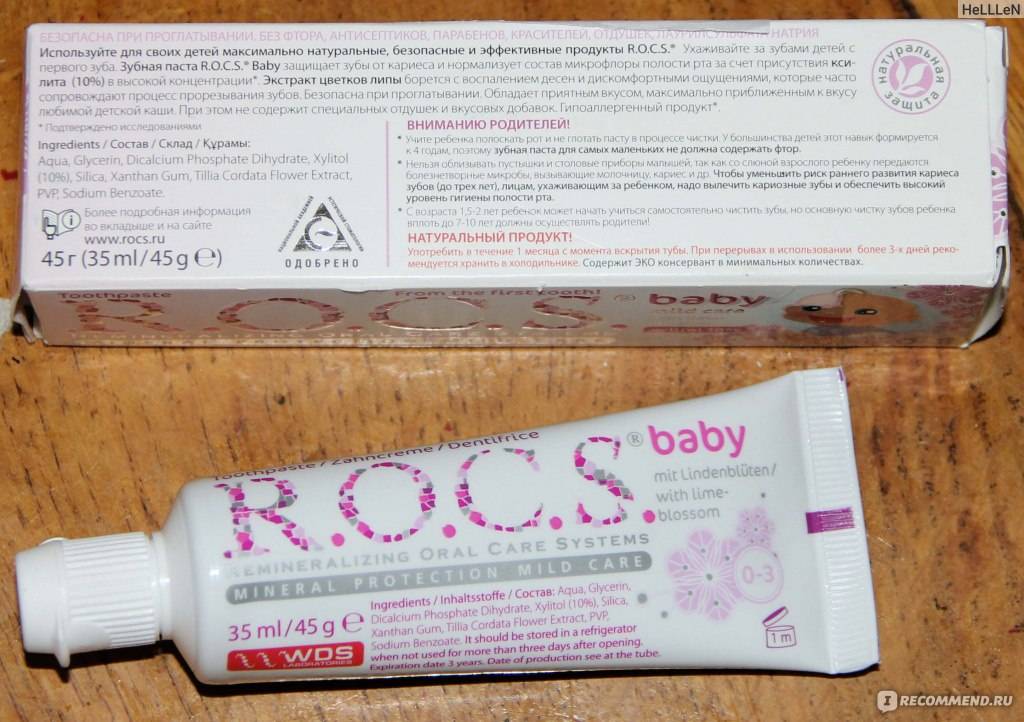 HeLLLeN
БЕЗОПАСНА ПРИ ПРОГЛАТЫВАНИИ. БЕЗ ФТОРА, АНТИСЕПТИКОВ, ПАРАБЕНОВ, КРАСИТЕЛЕЙ, ОТДУШЕК, ЛАУРИЛСУЛЬФАТА НАТРИЯ
Используйте для своих детей максимально натуральные, безопасные и эффективные продукты R.O.C.S.® Ухаживайте за зубами детей с
первого зуба. Зубная паста R.O.C.S.® Baby защищает зубы от кариеса и нормализует состав микрофлоры полости рта за счет присутствия кси-
лита (10%) в высокой концентрации*. Экстракт цветков липы борется с воспалением десен и дискомфортными ощущениями, которые часто
сопровождают процесс прорезывания зубов. Безопасна при проглатывании. Обладает приятным вкусом, максимально приближенным к вкусу
любимой детской каши. При этом не содержит специальных отдушек и вкусовых добавок. Гипоаллергенный продукт*.
* Подтверждено исследованиями
натуральная
защита
Ingredients / Состав / Склад / Құрамы:
Aqua, Glycerin, Dicalcium Phosphate Dihydrate, Xylitol
(10%), Silica, Xanthan Gum, Tillia Cordata Flower Extract,
PVP, Sodium Benzoate.
Более подробная информация
во вкладыше и на сайте
www.rocs.ru
45 г (35 ml/45 g ℮)
ОДОБРЕНО
ВНИМАНИЮ РОДИТЕЛЕЙ!
* Учите ребенка полоскать рот и не глотать пасту в процессе чистки. У большинства детей этот навык формируется
к 4 годам, поэтому зубная паста для самых маленьких не должна содержать фтор.
* Нельзя облизывать пустышки и столовые приборы малышей, так как со слюной взрослого ребенку передаются
болезнетворные микробы, вызывающие молочницу, кариес и др. Чтобы уменьшить риск раннего развития кариеса
зубов (до трех лет), лицам, ухаживающим за ребенком, надо вылечить кариозные зубы и обеспечить высокий
уровень гигиены полости рта.
* С возраста 1,5-2 лет ребенок может начать учиться самостоятельно чистить зубы, но основную чистку зубов ребенка
вплоть до 7-10 лет должны осуществлять родители!
НАТУРАЛЬНЫЙ ПРОДУКТ!
Употребить в течение 1 месяца с момента вскрытия тубы. При перерывах в использовании более 3-х дней реко-
мендуется хранить в холодильнике. Содержит ЭКО консервант в минимальных количествах.
Toothpaste
From the first tooth!
R.O.C.S.® baby
mild care
Toothpaste / Zahncreme / Dentifrice
R.O.C.S.® baby
mit Lindenblüten/
with lime-
blossom
REMINERALIZING ORAL CARE SYSTEMS
MINERAL PROTECTION MILD CARE
0-3
Ingredients / Inhaltsstoffe / Состав: Aqua, Glycerin,
Dicalcium Phosphate Dihydrate, Xylitol (10%), Silica,
Xanthan Gum, Tillia Cordata Flower Extract, PVP,
Sodium Benzoate. It should be stored in a refrigerator
when not used for more than three days after opening.
Expiration date 3 years. Date of production see at the tube.
35 ml/45 g ℮
WDS
LABORATORIES
1 m
IRECOMMEND.RU